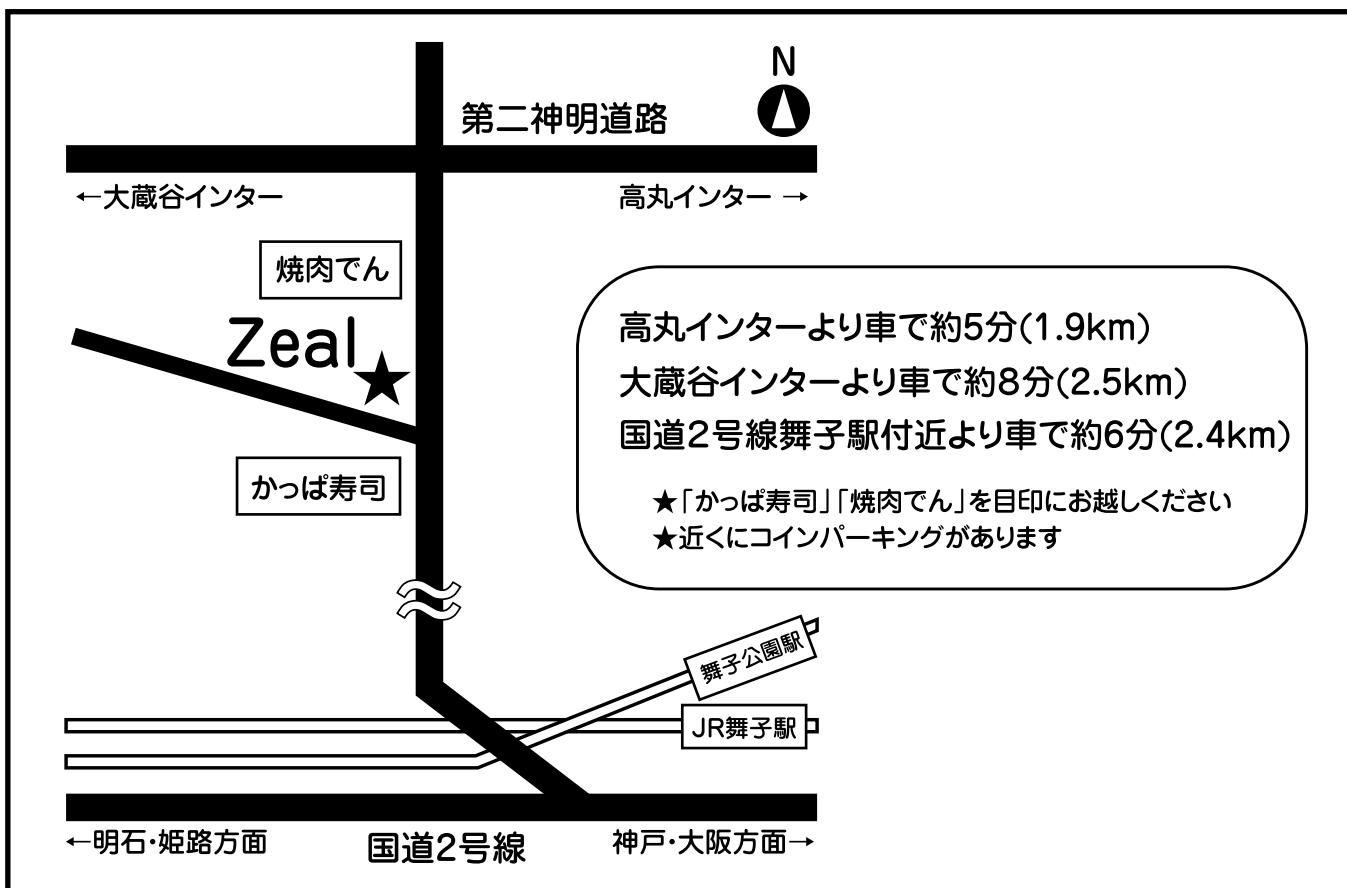 N
第二神明道路
←大蔵谷インター
高丸インター →
焼肉でん
Zeal★
かっぱ寿司
高丸インターより車で約5分(1.9km)
大蔵谷インターより車で約8分(2.5km)
国道2号線舞子駅付近より車で約6分(2.4km)
★「かっぱ寿司」「焼肉でん」を目印にお越しください
★近くにコインパーキングがあります
舞子公園駅
JR舞子駅
←明石・姫路方面
国道2号線
神戸・大阪方面→